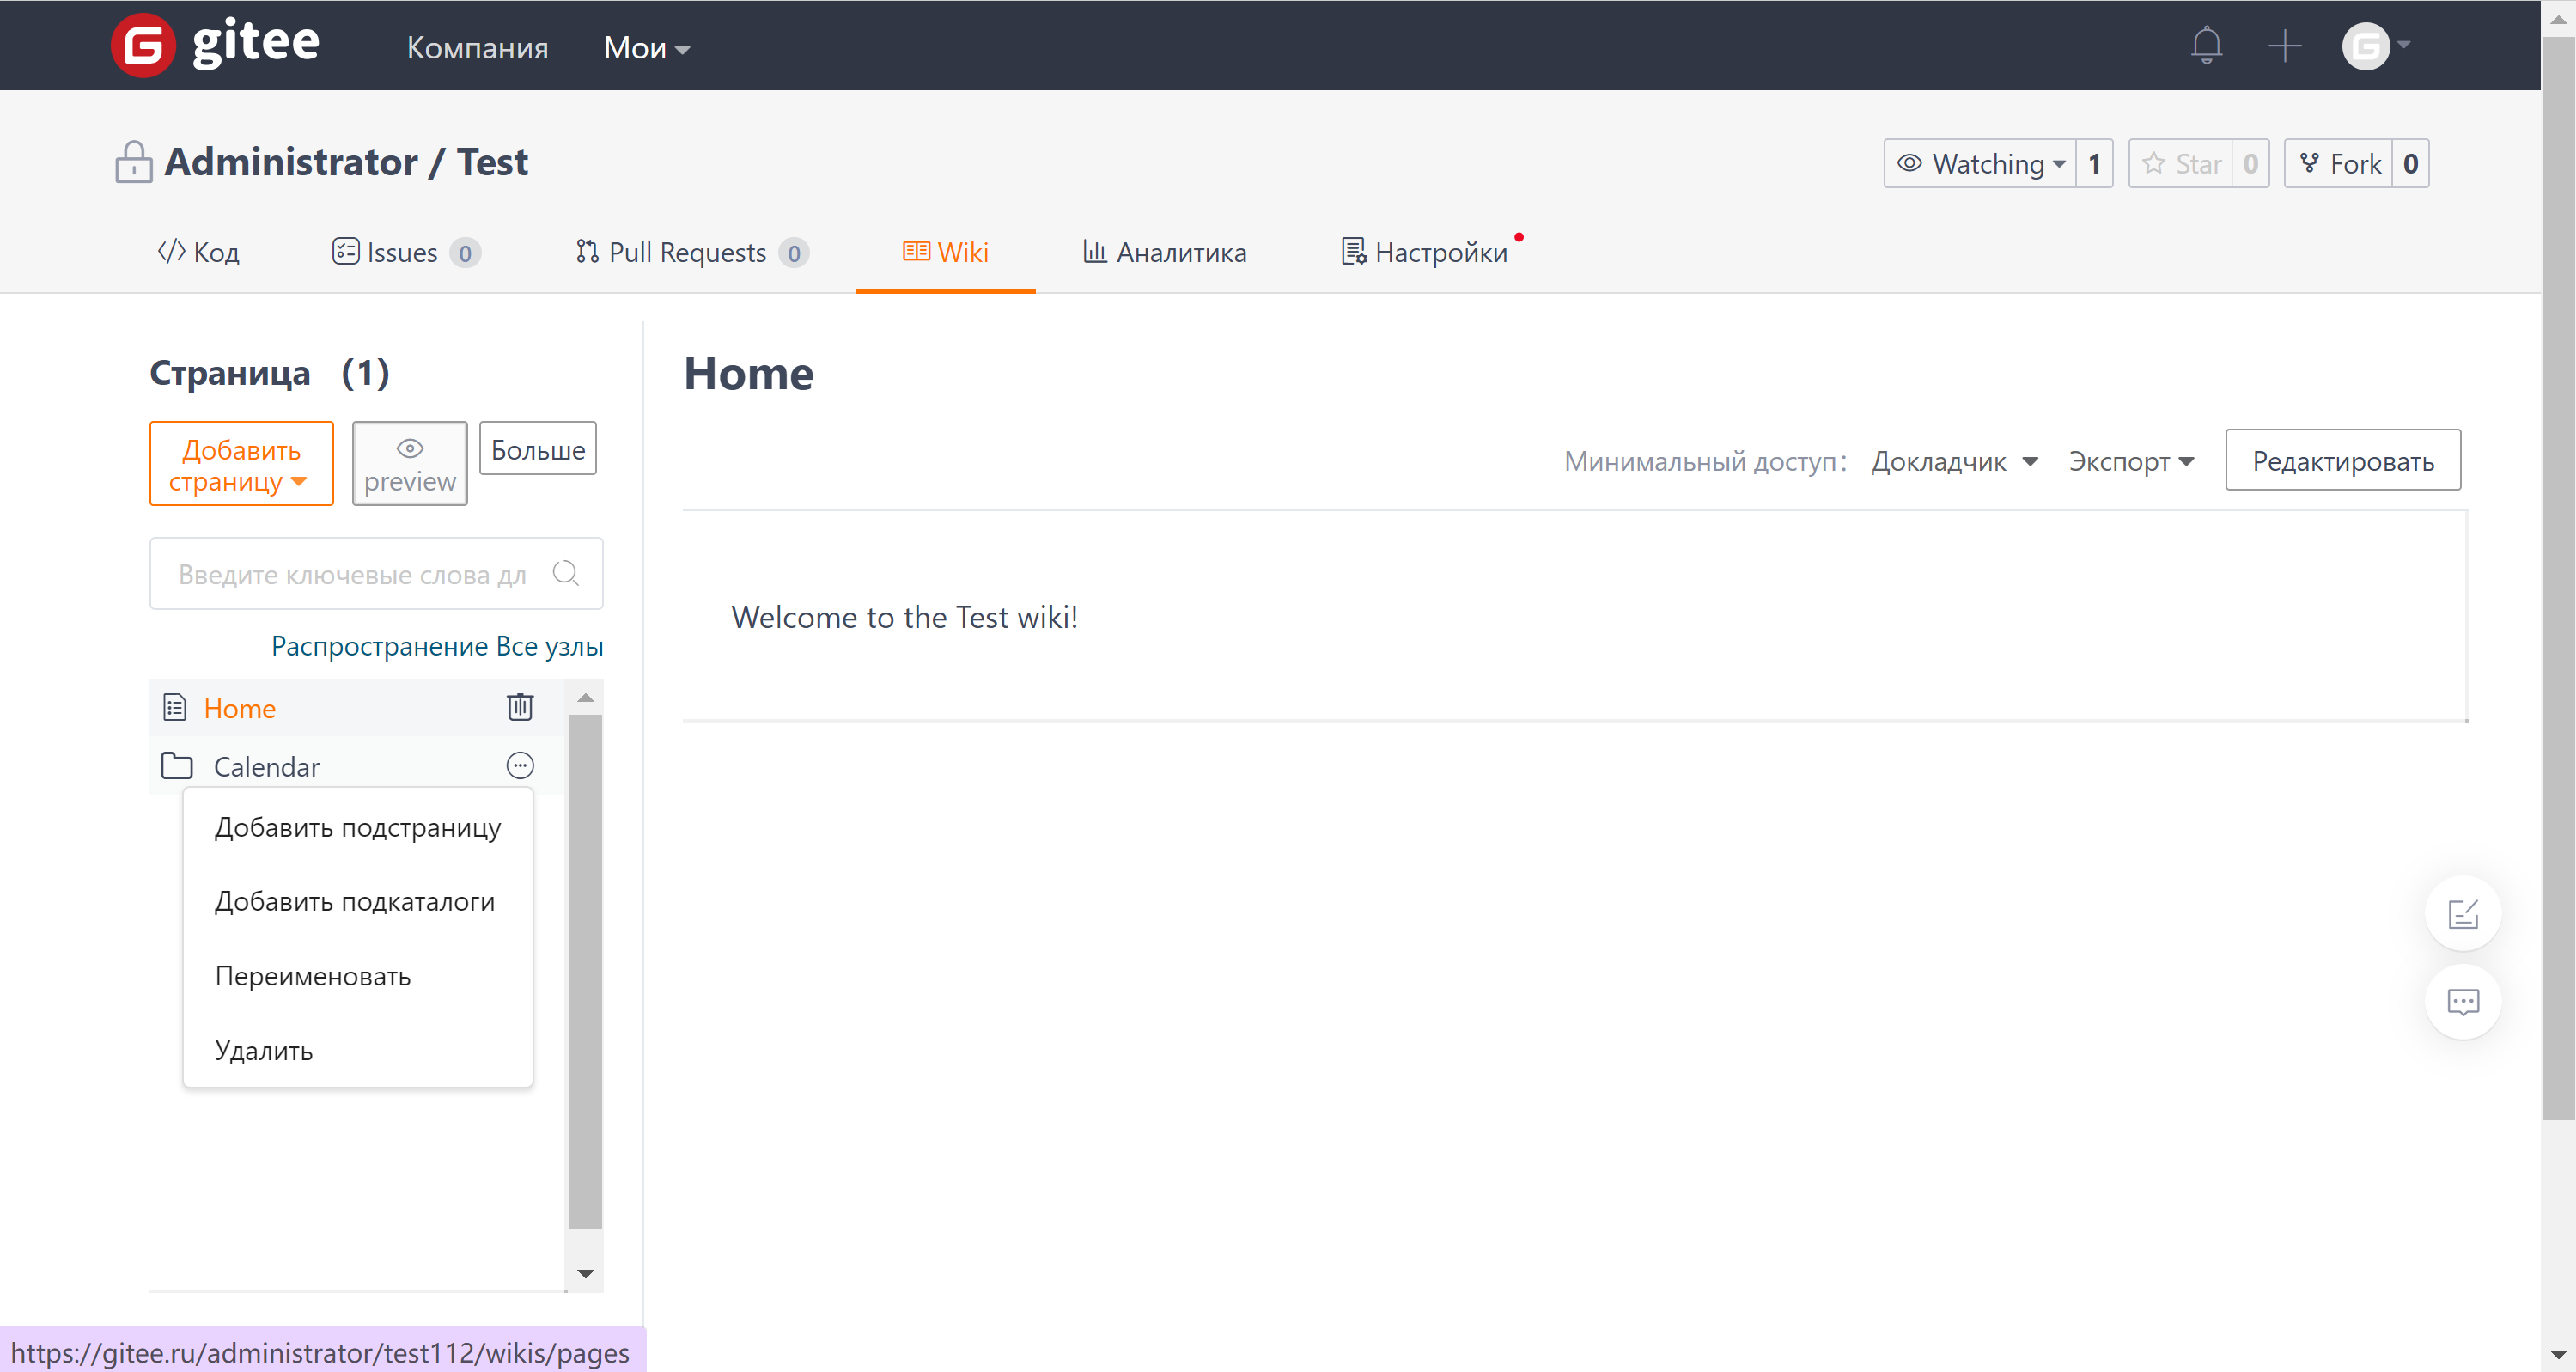 gitee
Компания
Мои
Administrator / Test
Watching 1
Star 0
Fork 0
Код
Issues 0
Pull Requests 0
Wiki
Аналитика
Настройки
Страница (1)
Добавить
страницу
preview
Больше
Введите ключевые слова дл
Распространение Все узлы
Home
Calendar
Добавить подстраницу
Добавить подкаталоги
Переименовать
Удалить
Home
Минимальный доступ:
Докладчик
Экспорт
Редактировать
Welcome to the Test wiki!
https://gitee.ru/administrator/test112/wikis/pages